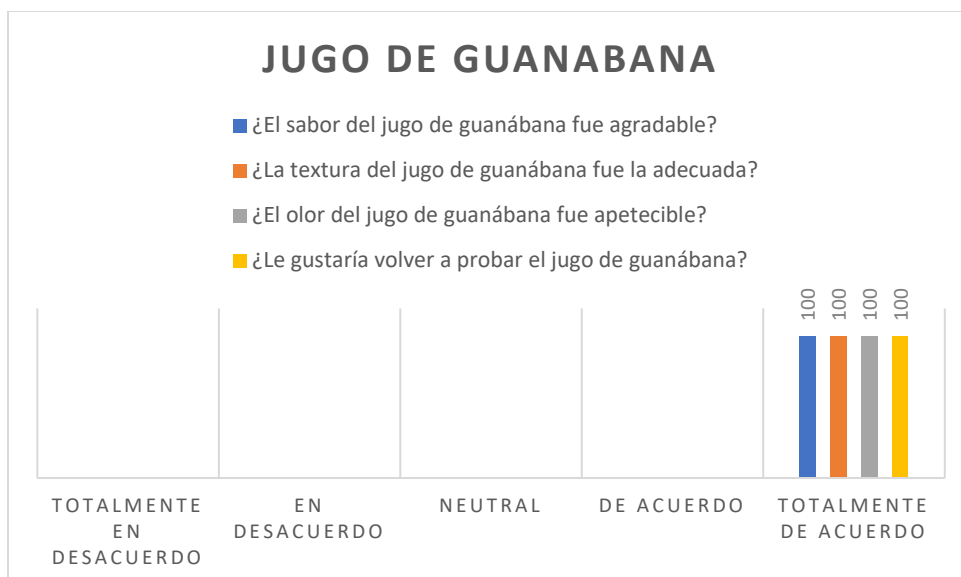 JUGO DE GUANABANA
¿El sabor del jugo de guanábana fue agradable?
¿La textura del jugo de guanábana fue la adecuada?
¿El olor del jugo de guanábana fue apetecible?
¿Le gustaría volver a probar el jugo de guanábana?
100
100
100
100
TOTALMENTE
EN
DESACUERDO
EN
DESACUERDO
NEUTRAL
DE ACUERDO
TOTALMENTE
DE ACUERDO